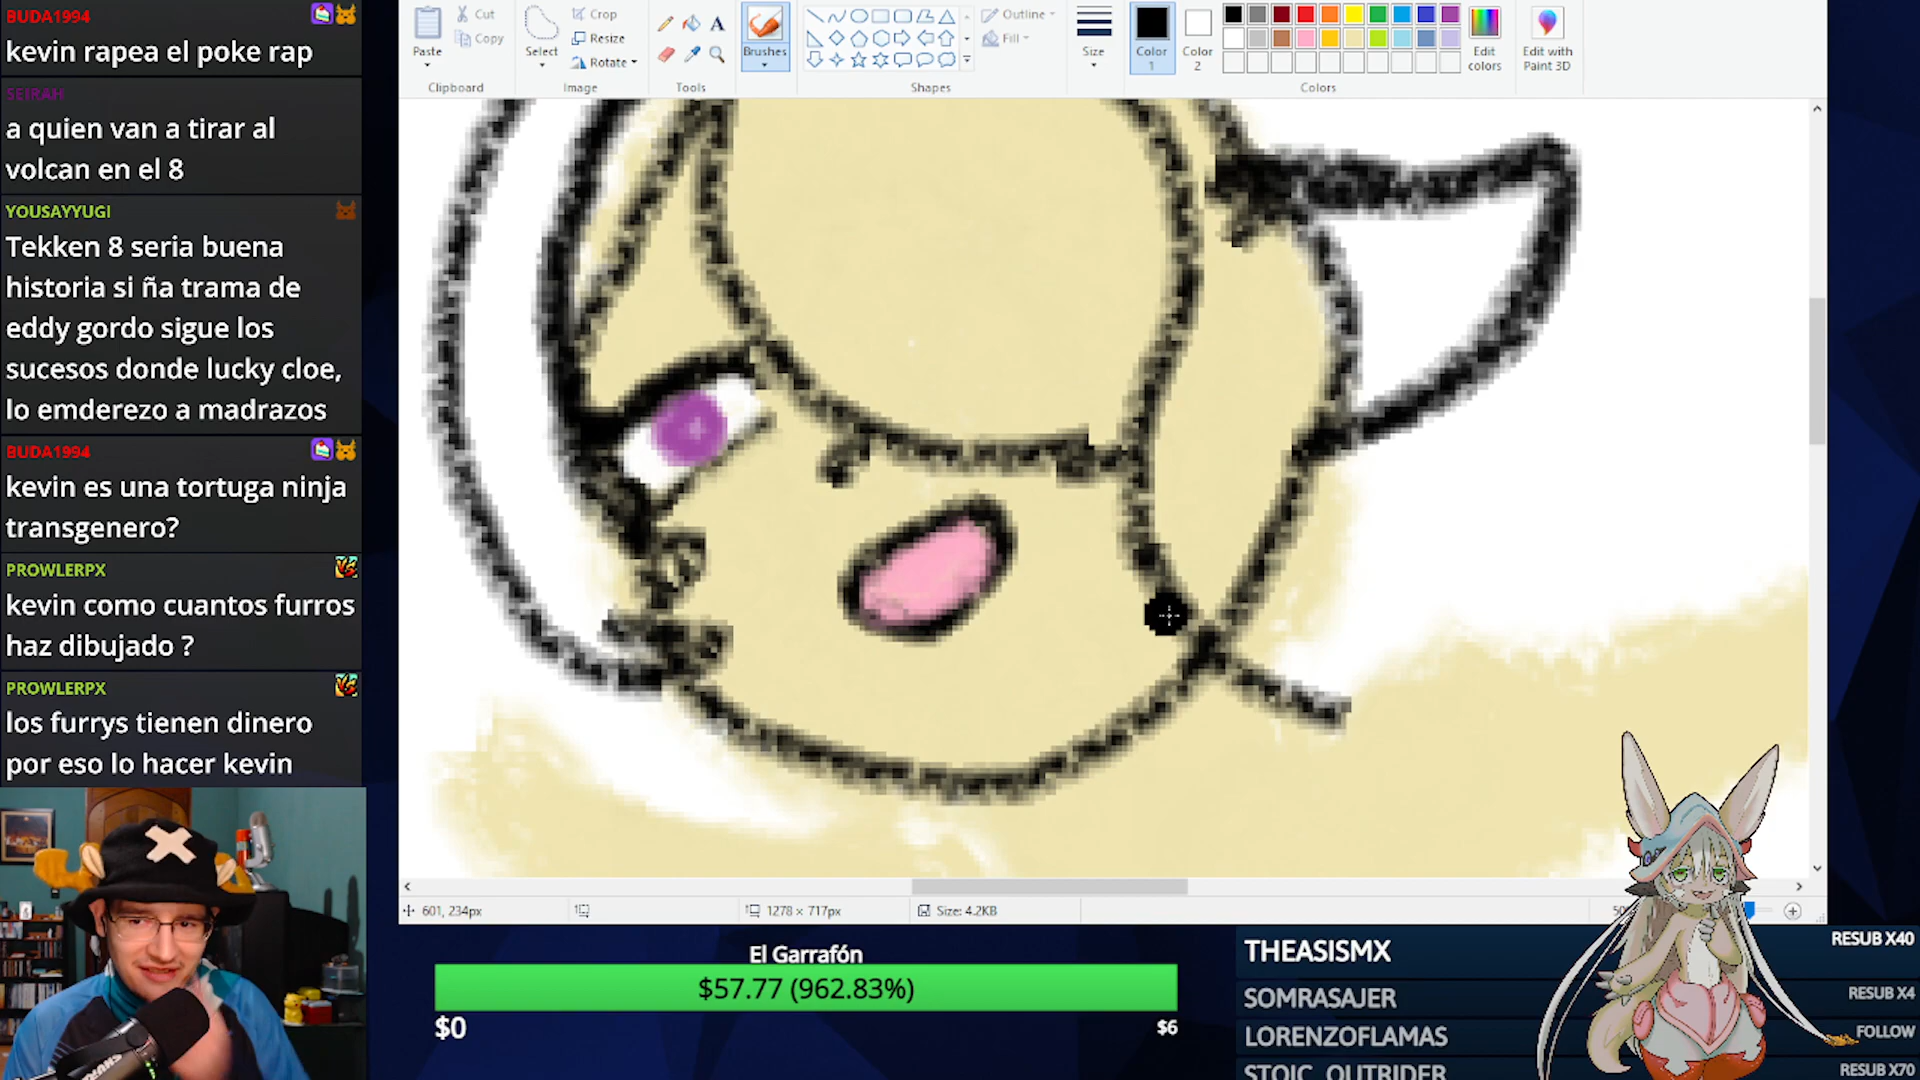 BUDA1994
kevin rapea el poke rap
SEIRAH
a quien van a tirar al
volcan en el 8
YOUSAYYUGI
Tekken 8 seria buena
historia si ña trama de
eddy gordo sigue los
sucesos donde lucky cloe,
lo emderezo a madrazos
BUDA1994
kevin es una tortuga ninja
transgenero?
PROWLERPX
kevin como cuantos furros
haz dibujado ?
PROWLERPX
los furrys tienen dinero
por eso lo hacer kevin
Paste
Cut
Copy
Clipboard
Select
Crop
Resize
Rotate
Image
A
Tools
Brushes
Shapes
Outline
Fill
Size
Color
1
Color
2
Edit
colors
Colors
Edit with
Paint 3D
601, 234px
1278 × 717px
Size: 4.2KB
El Garrafón
$57.77 (962.83%)
$0
$6
THEASISMX
RESUB X40
SOMRASAJER
RESUB X4
LORENZOFLAMAS
FOLLOW
STOIC_OUTRIDER
RESUB X70